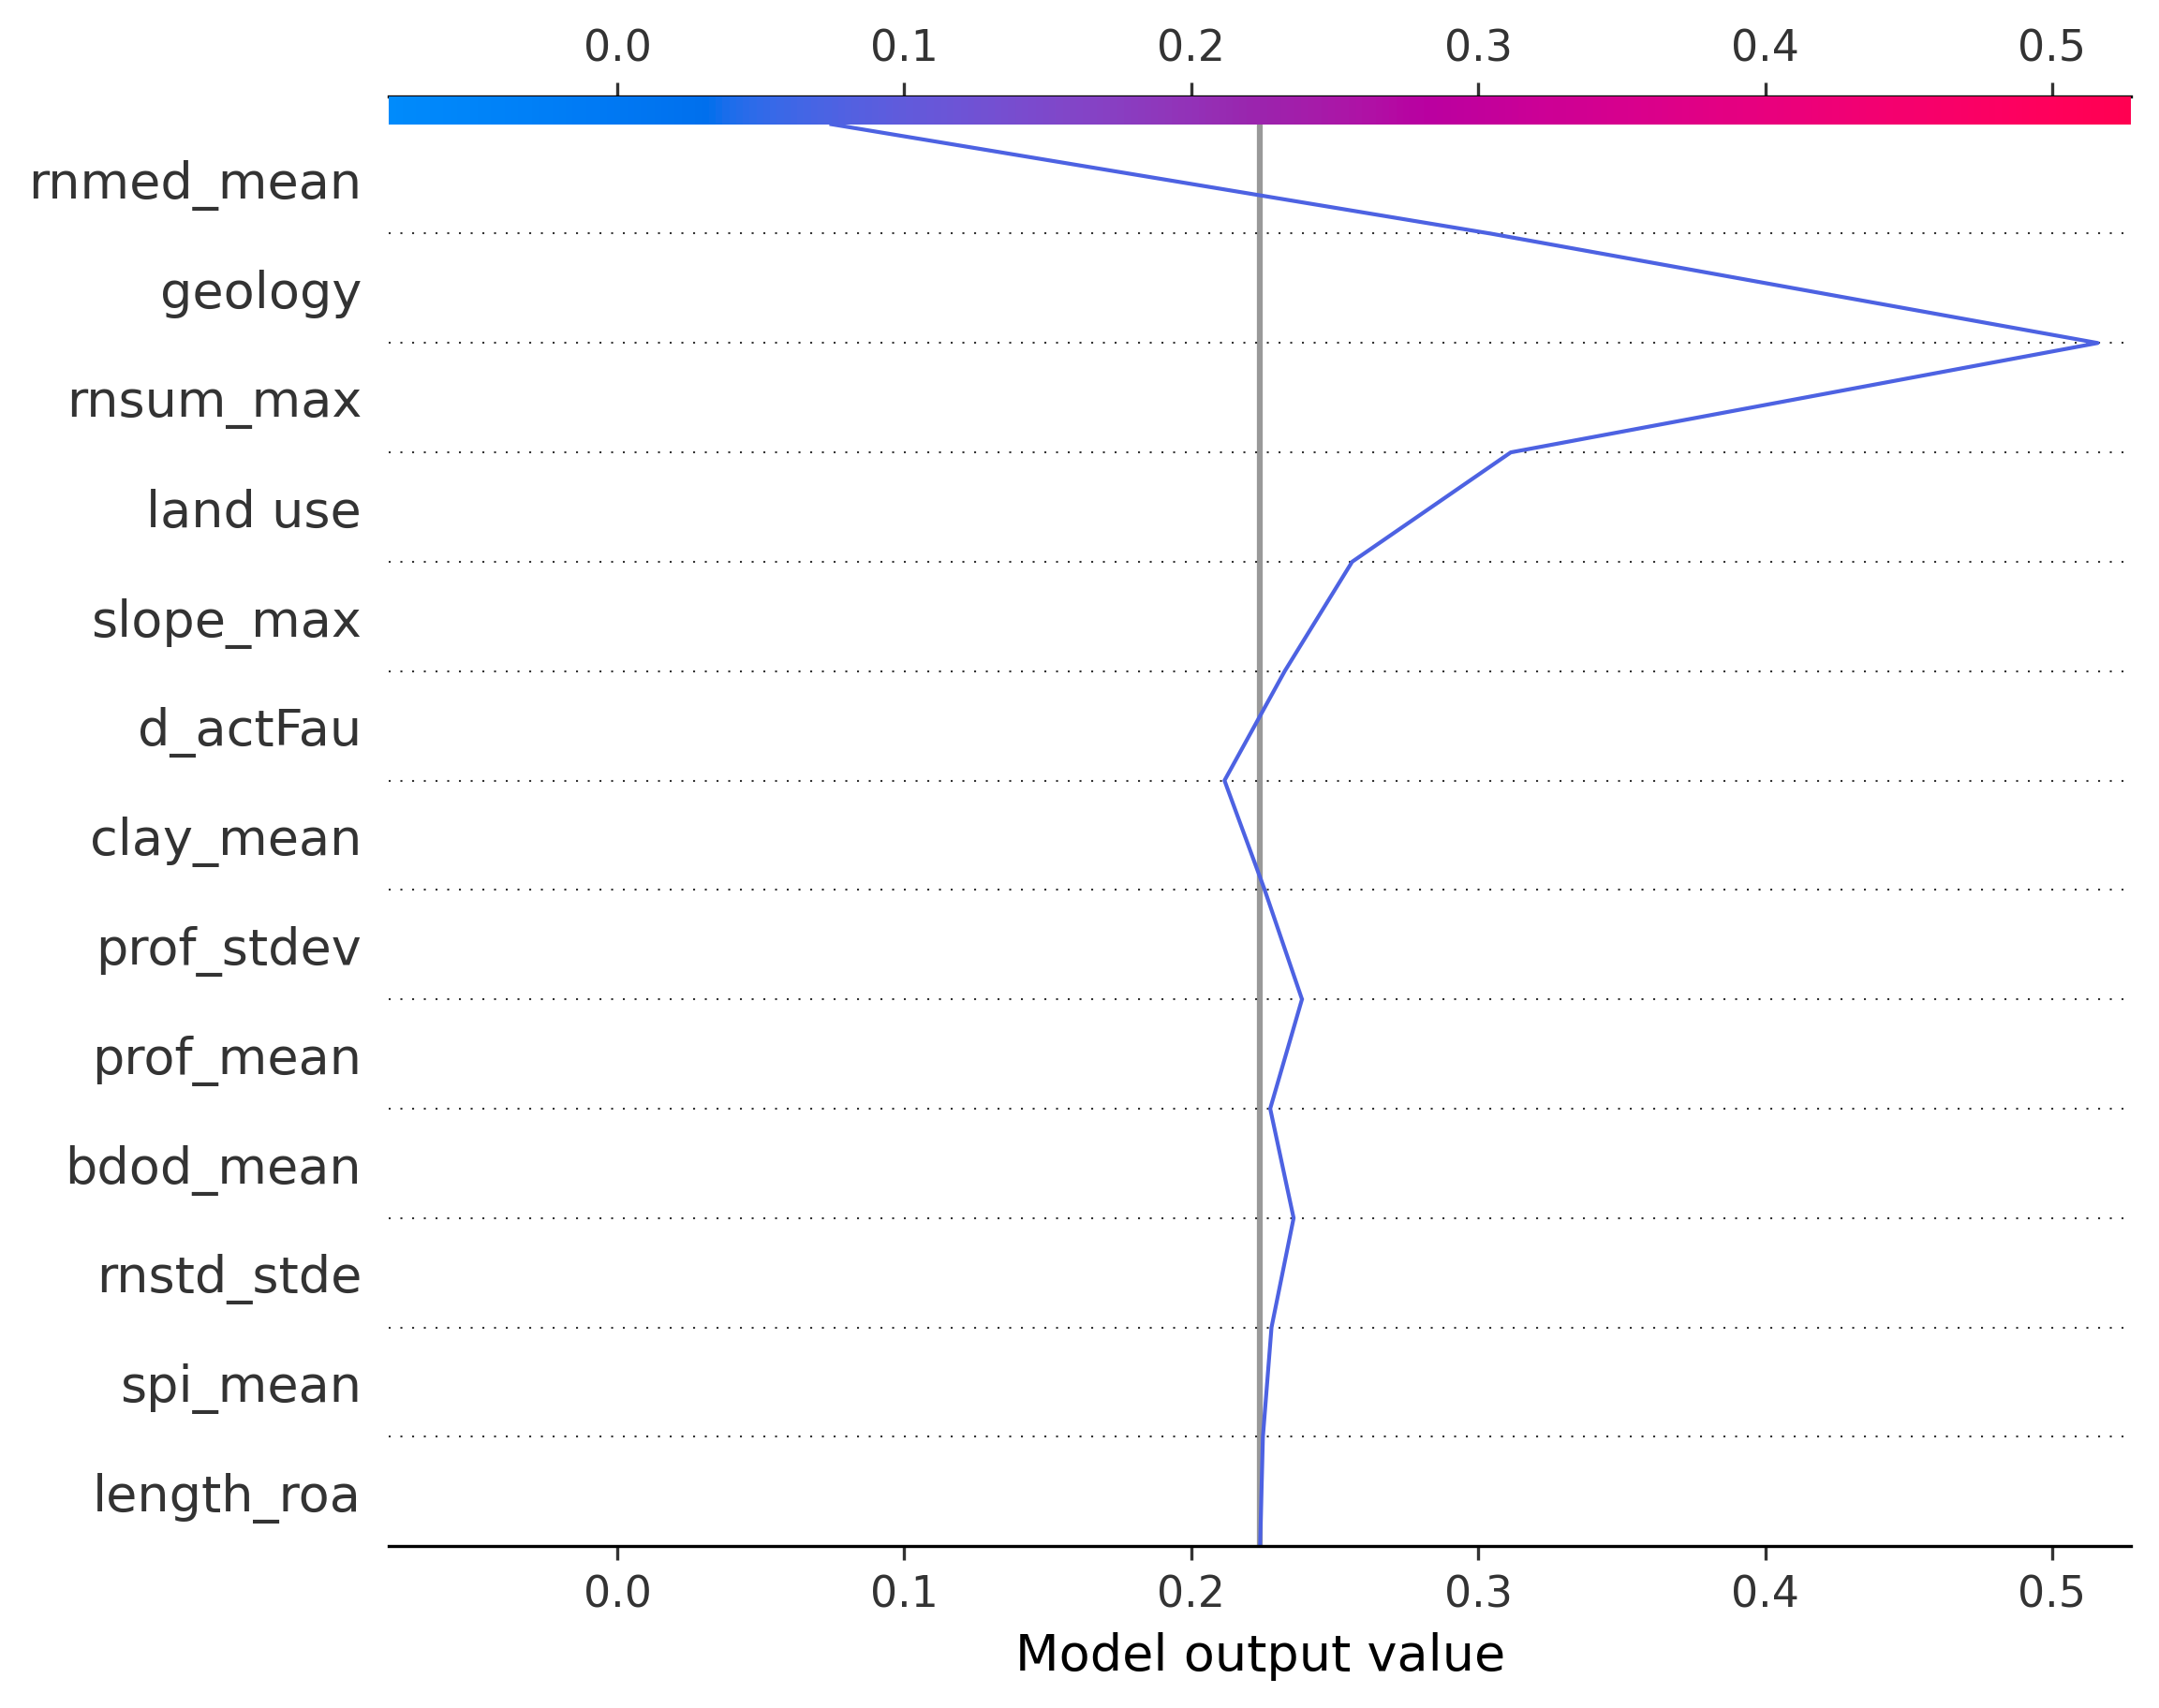 0.0 0.1 0.2 0.3 0.4 0.5
rnmed_mean
geology
rnsum_max
land use
slope_max
d_actFau
clay_mean
prof_stdev
prof_mean
bdod_mean
rnstd_stde
spi_mean
length_roa
0.0 0.1 0.2 0.3 0.4 0.5
Model output value